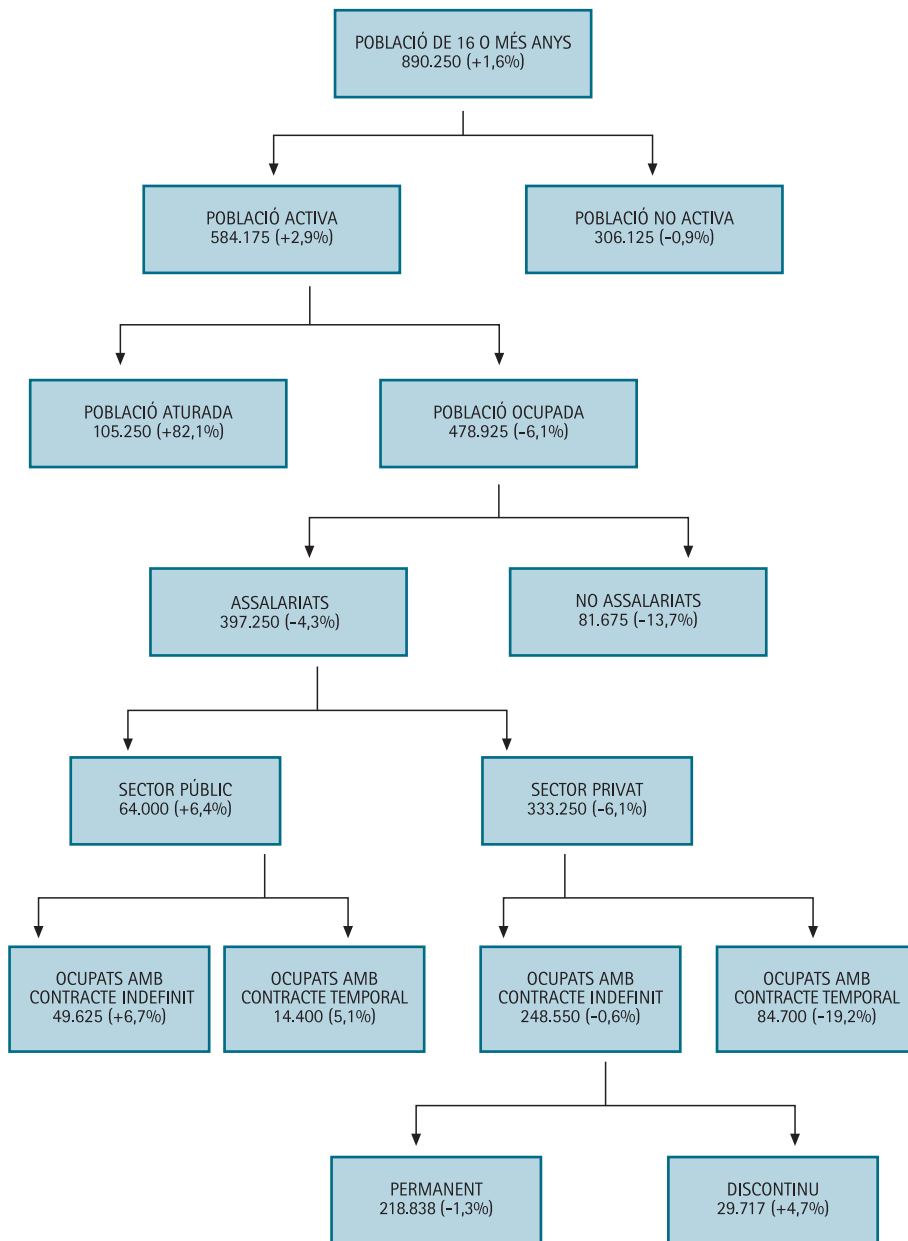 POBLACIÓ DE 16 O MÉS ANYS
890.250 (+1,6%)
POBLACIÓ ACTIVA
584.175 (+2,9%)
POBLACIÓ NO ACTIVA
306.125 (-0,9%)
POBLACIÓ ATURADA
105.250 (+82,1%)
POBLACIÓ OCUPADA
478.925 (-6,1%)
ASSALARIATS
397.250 (-4,3%)
NO ASSALARIATS
81.675 (-13,7%)
SECTOR PÚBLIC
64.000 (+6,4%)
SECTOR PRIVAT
333.250 (-6,1%)
OCUPATS AMB
CONTRACTE INDEFINIT
49.625 (+6,7%)
OCUPATS AMB
CONTRACTE TEMPORAL
14.400 (5,1%)
OCUPATS AMB
CONTRACTE INDEFINIT
248.550 (-0,6%)
OCUPATS AMB
CONTRACTE TEMPORAL
84.700 (-19,2%)
PERMANENT
218.838 (-1,3%)
DISCONTINU
29.717 (+4,7%)